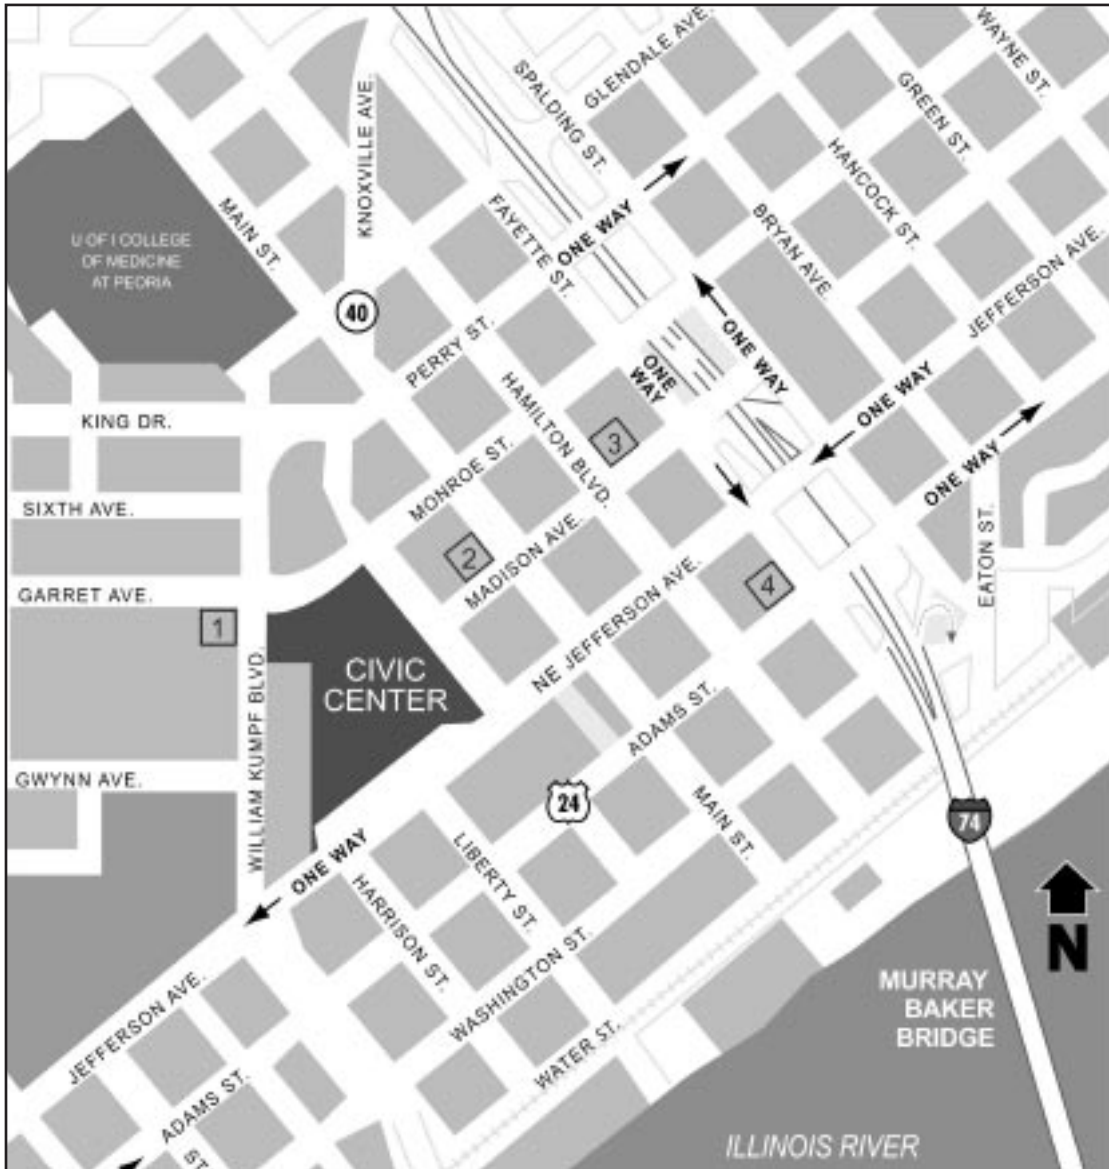 WAYNE ST.
GLENDALE AVE.
SPALDING ST.
GREEN ST.
KNOXVILLE AVE.
HANCOCK ST.
MAIN ST.
FAYETTE ST.
ONE WAY
BRYAN AVE.
JEFFERSON AVE.
U OF I COLLEGE
OF MEDICINE
AT PEORIA
40
PERRY ST.
ONE WAY
ONE
WAY
ONE WAY
HAMILTON BLVD.
KING DR.
3
MONROE ST.
ONE WAY
SIXTH AVE.
EATON ST.
2
MADISON AVE.
4
GARRET AVE.
1
NE JEFFERSON AVE.
CIVIC
CENTER
WILLIAM KUMPF BLVD.
ADAMS ST.
GWYNN AVE.
24
MAIN ST.
74
ONE WAY
LIBERTY ST.
HARRISON ST.
N
WASHINGTON ST.
MURRAY
BAKER
BRIDGE
JEFFERSON AVE.
WATER ST.
ADAMS ST.
ST.
ILLINOIS RIVER